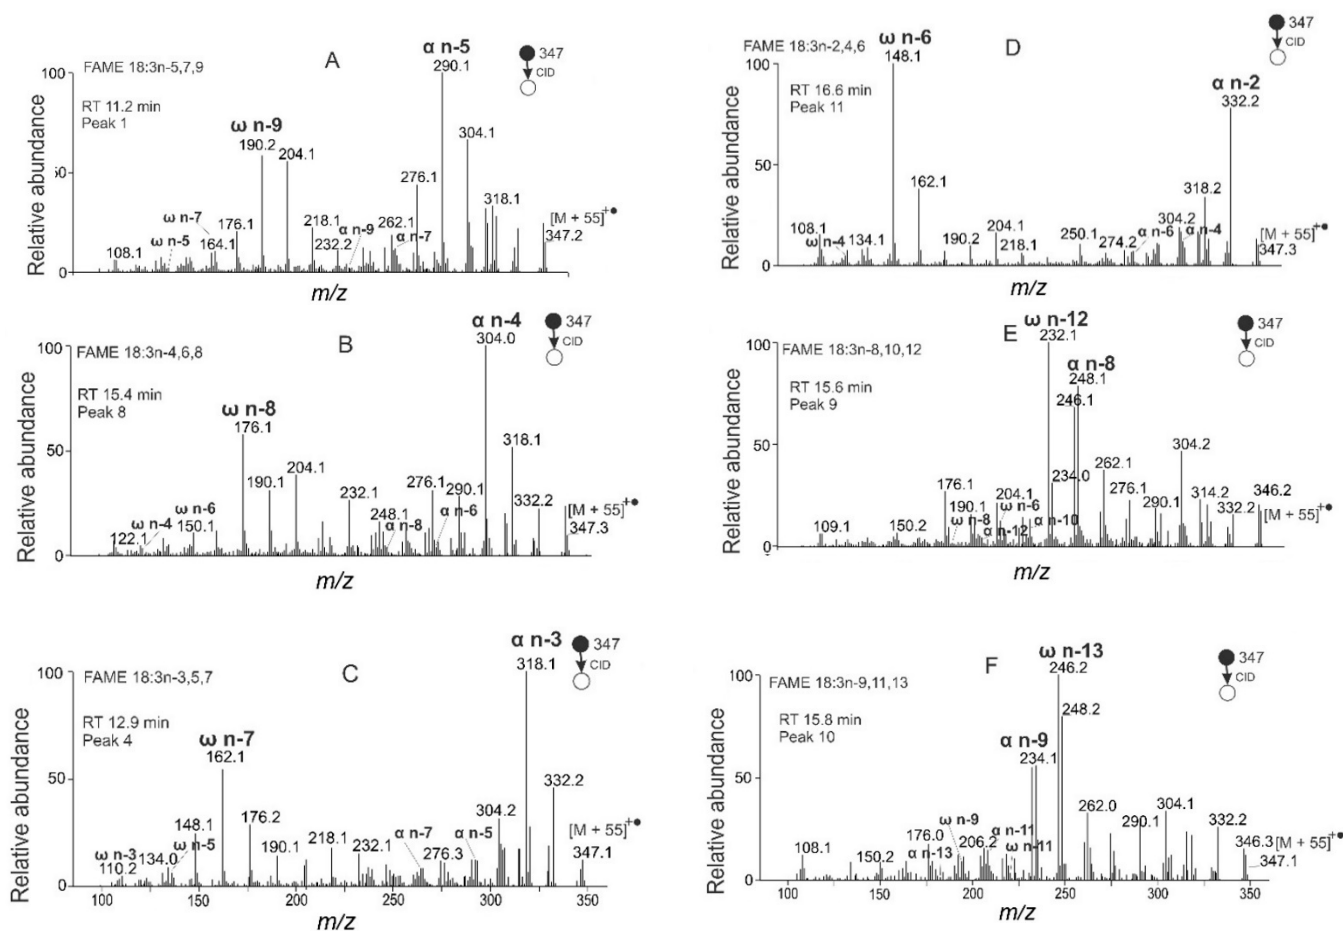 A
FAME 18:3n-5,7,9
RT 11.2 min
Peak 1
347
CID
α n-5
290.1
ω n-9
190.2
204.1
304.1
276.1
318.1
ω n-7
ω n-5
176.1
164.1
108.1
218.1
232.2
α n-9
262.1
α n-7
[M + 55]+●
347.2
100
50
0
Relative abundance
m/z
B
FAME 18:3n-4,6,8
RT 15.4 min
Peak 8
347
CID
α n-4
304.0
ω n-8
176.1
190.1
204.1
318.1
276.1
290.1
232.1
248.1
332.2
ω n-6
150.1
ω n-4
122.1
α n-8
α n-6
[M + 55]+●
347.3
100
50
0
Relative abundance
m/z
C
FAME 18:3n-3,5,7
RT 12.9 min
Peak 4
347
CID
α n-3
318.1
ω n-7
162.1
332.2
304.2
176.2
148.1
ω n-5
134.0
ω n-3
110.2
190.1
218.1
232.1
α n-7
276.3
α n-5
[M + 55]+●
347.1
100
50
0
100 150 200 250 300 350
Relative abundance
m/z
D
FAME 18:3n-2,4,6
RT 16.6 min
Peak 11
347
CID
ω n-6
148.1
α n-2
332.2
162.1
318.2
304.2
108.1
ω n-4
134.1
190.2
204.1
218.1
250.1
274.2
α n-6
α n-4
[M + 55]+●
347.3
100
50
0
Relative abundance
m/z
E
FAME 18:3n-8,10,12
RT 15.6 min
Peak 9
347
CID
ω n-12
232.1
α n-8
248.1
246.1
304.2
262.1
234.0
276.1
290.1
314.2
332.2
346.2
176.1
190.1
204.1
ω n-6
ω n-8
α n-12
α n-10
109.1
150.2
[M + 55]+●
100
50
0
Relative abundance
m/z
F
FAME 18:3n-9,11,13
RT 15.8 min
Peak 10
347
CID
ω n-13
246.2
248.2
α n-9
234.1
262.0
304.1
290.1
332.2
ω n-9
176.0
206.2
α n-11
ω n-11
α n-13
108.1
150.2
346.3
[M + 55]+●
347.1
100
50
0
100 150 200 250 300 350
Relative abundance
m/z